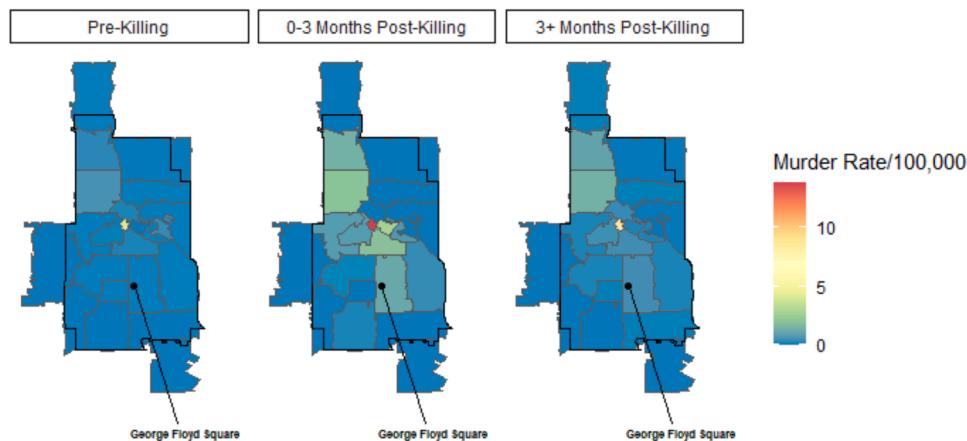 Pre-Killing
0-3 Months Post-Killing
3+ Months Post-Killing
Murder Rate/100,000
10
5
0
George Floyd Square
George Floyd Square
George Floyd Square